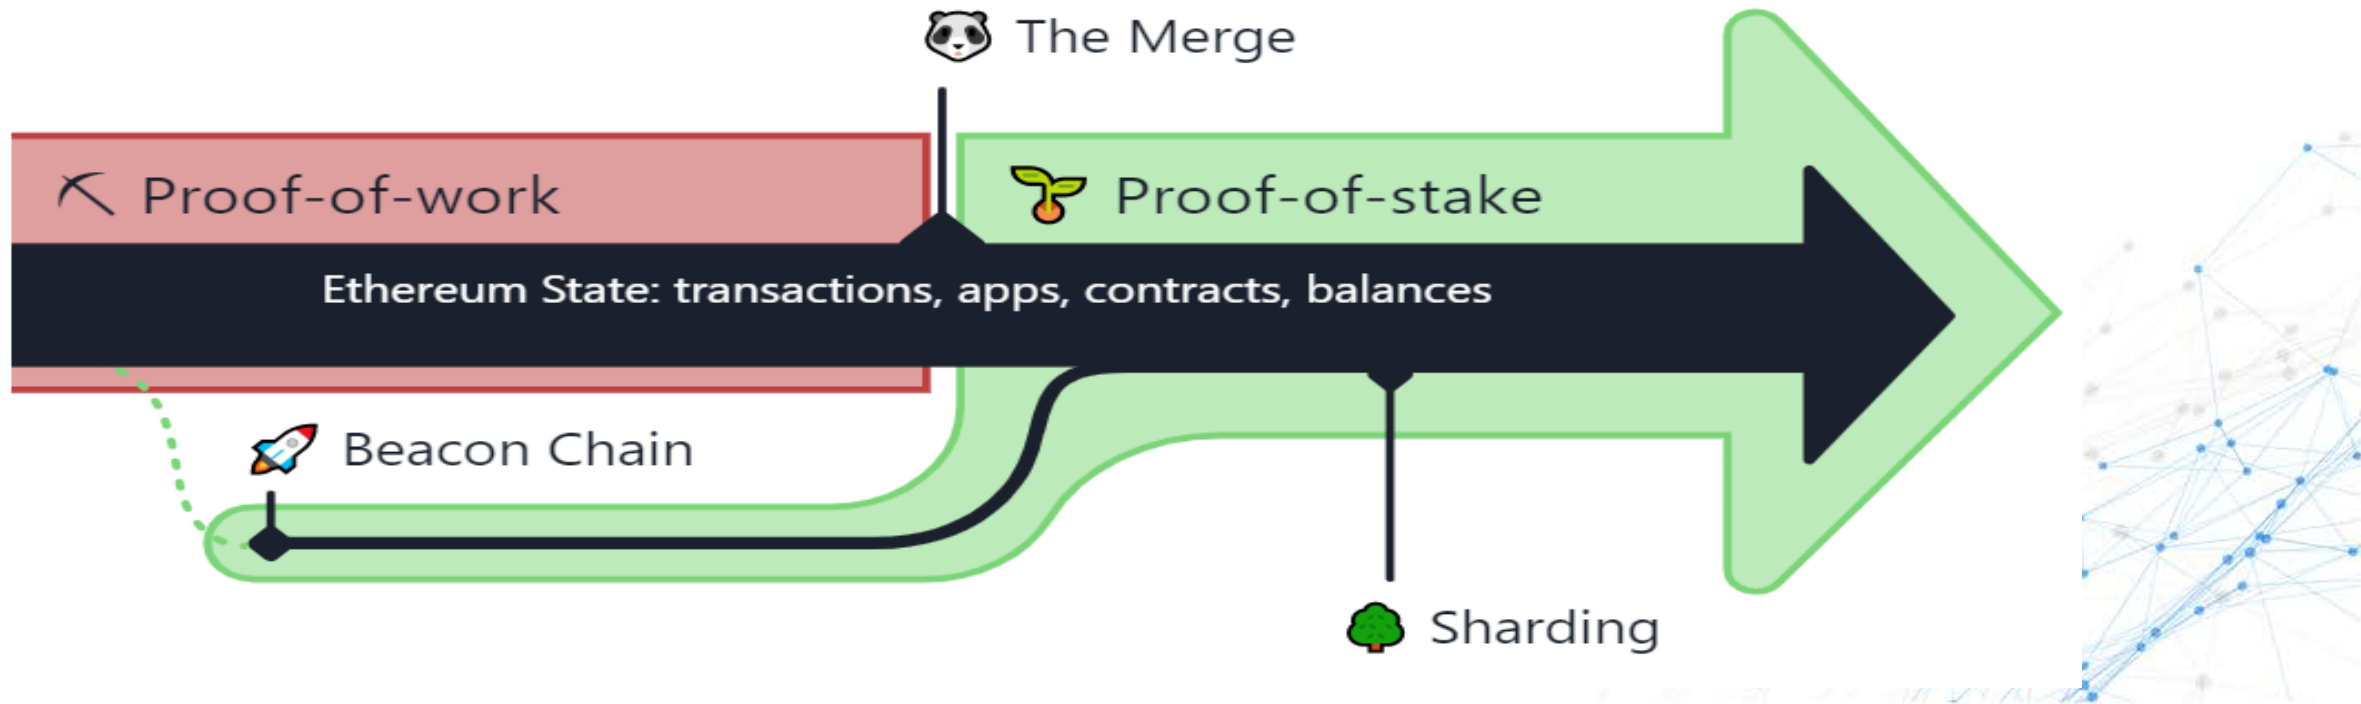 The Merge
Proof-of-work
Proof-of-stake
Ethereum State: transactions, apps, contracts, balances
Beacon Chain
Sharding